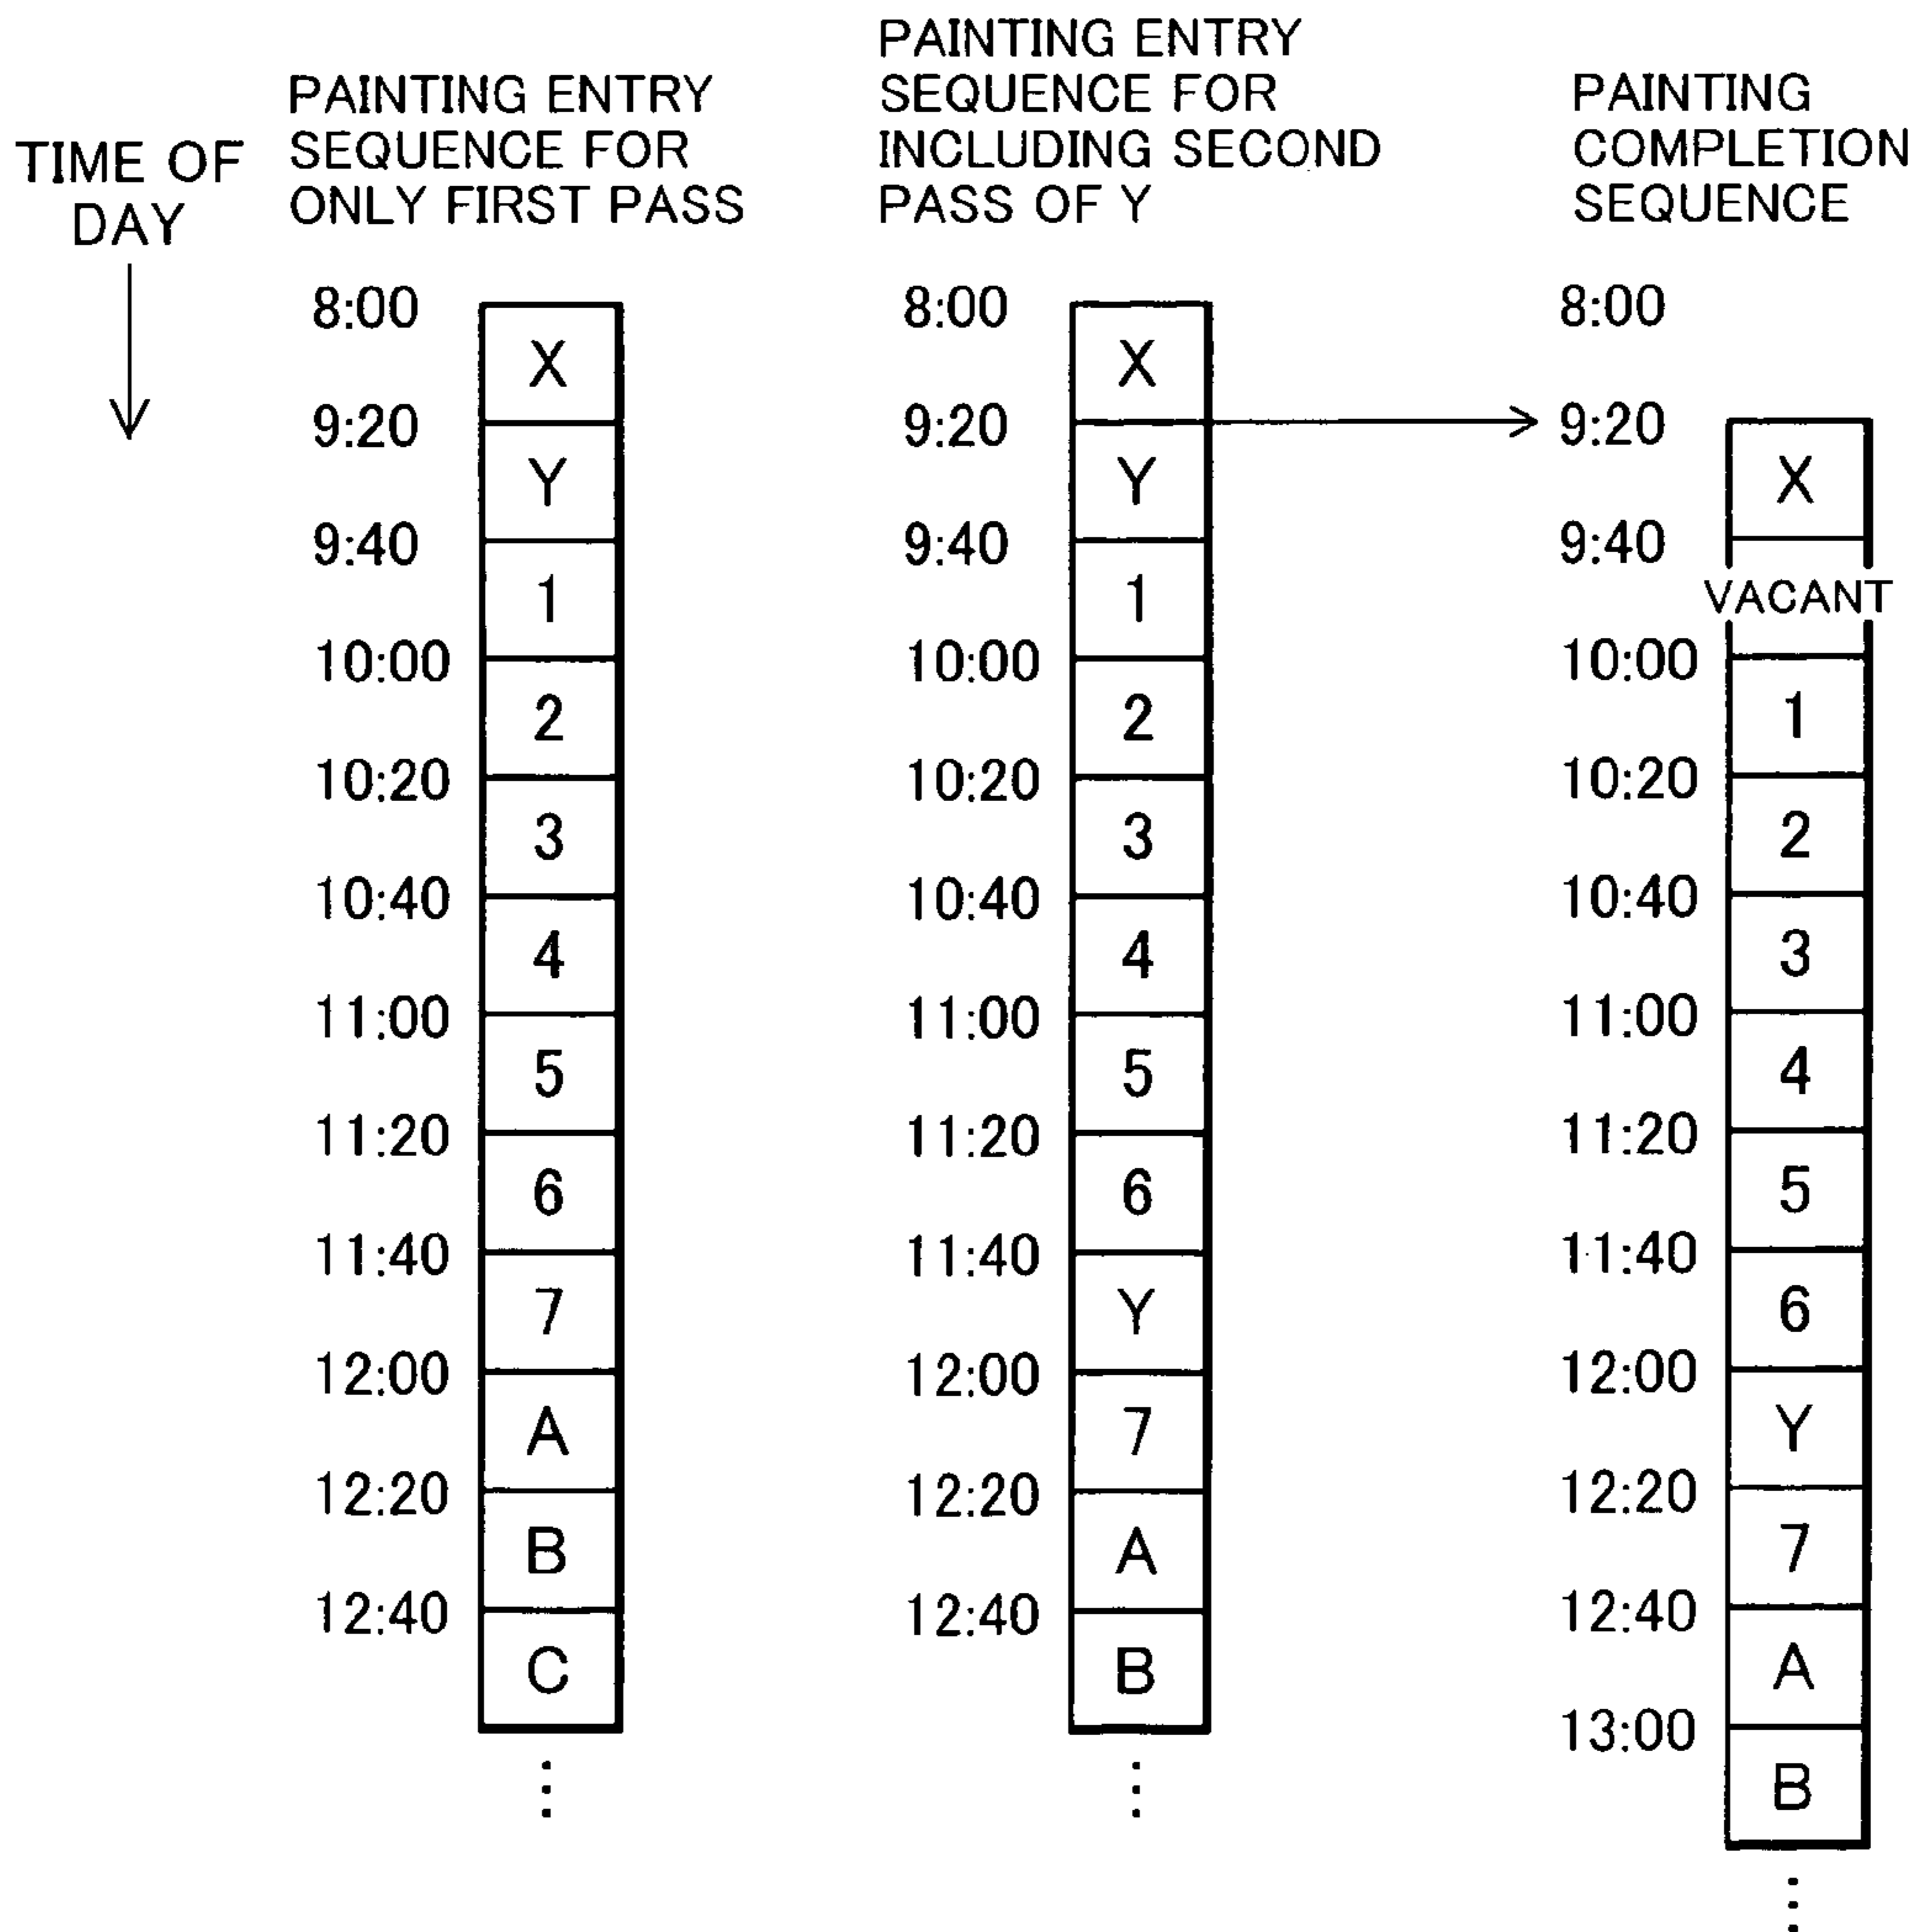 TIME OF
DAY
PAINTING ENTRY
SEQUENCE FOR
ONLY FIRST PASS
8:00
X
9:20
Y
9:40
1
10:00
2
10:20
3
10:40
4
11:00
5
11:20
6
11:40
7
12:00
A
12:20
B
12:40
C
PAINTING ENTRY
SEQUENCE FOR
INCLUDING SECOND
PASS OF Y
8:00
X
9:20
Y
9:40
1
10:00
2
10:20
3
10:40
4
11:00
5
11:20
6
11:40
Y
12:00
7
12:20
A
12:40
B
PAINTING
COMPLETION
SEQUENCE
8:00
9:20
X
9:40
VACANT
10:00
1
10:20
2
10:40
3
11:00
4
11:20
5
11:40
6
12:00
Y
12:20
7
12:40
A
13:00
B